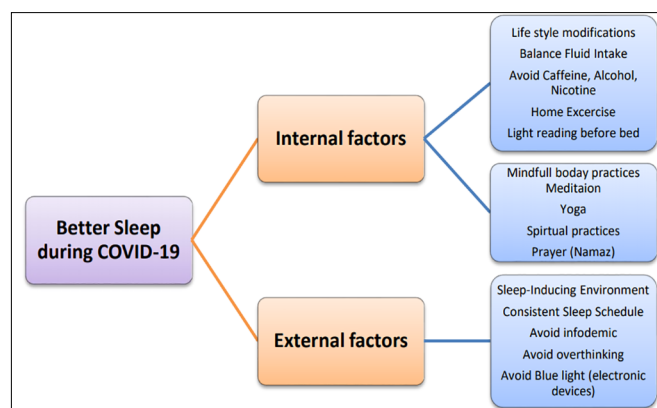 Better Sleep
during COVID-19
Internal factors
Life style modifications
Balance Fluid Intake
Avoid Caffeine, Alcohol,
Nicotine
Home Excercise
Light reading before bed
Mindfull boday practices
Meditaion
Yoga
Spirtual practices
Prayer (Namaz)
External factors
Sleep-Inducing Environment
Consistent Sleep Schedule
Avoid infodemic
Avoid overthinking
Avoid Blue light (electronic
devices)